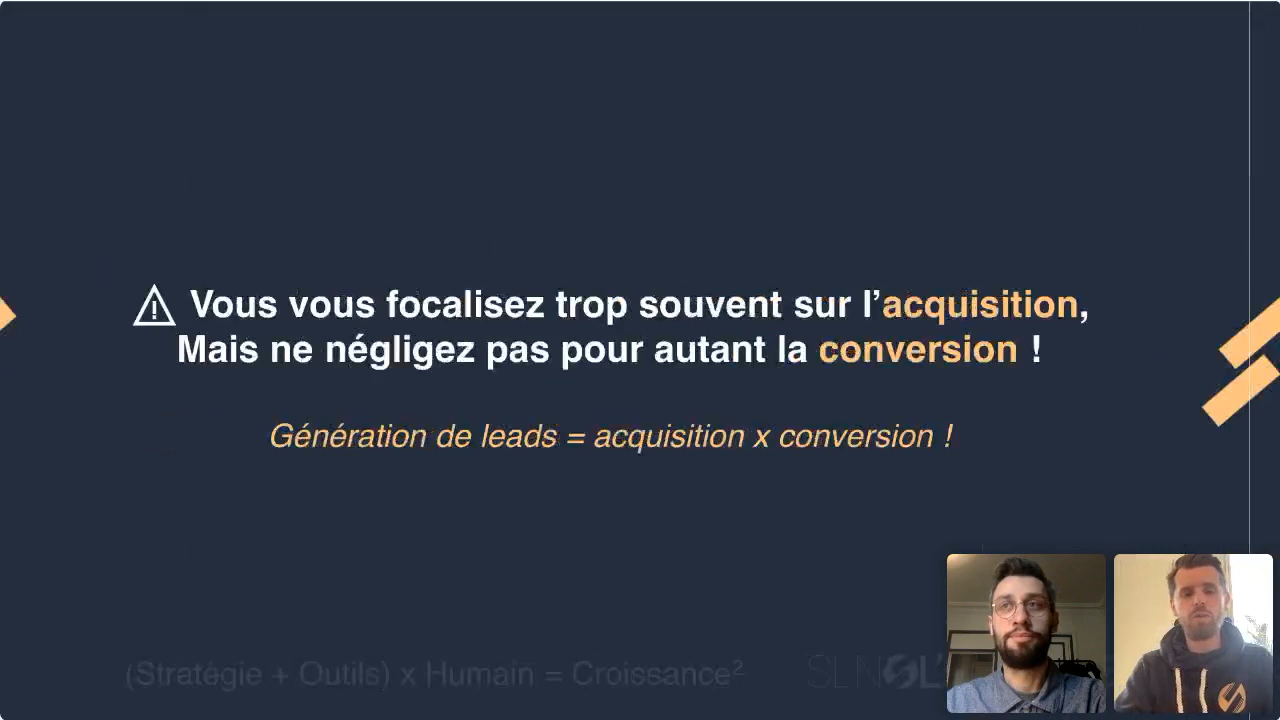 ⚠ Vous vous focalisez trop souvent sur l’acquisition,
Mais ne négligez pas pour autant la conversion !
Génération de leads = acquisition x conversion !
(Stratégie + Outils) x Humain = Croissance²